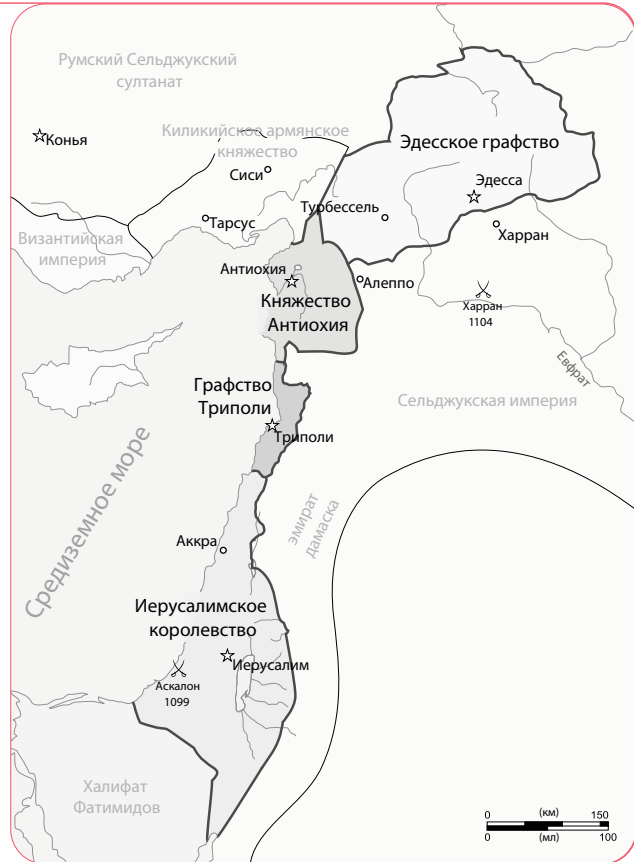 Румский Сельджукский
султанат
Конья
Киликийское армянское
княжество
Сиси
Эдесское графство
Эдесса
Турбессель
Тарсус
Харран
Византийская
империя
Антиохия
Алеппо
Княжество
Антиохия
Харран
1104
Евфрат
Графство
Триполи
Сельджукская империя
Триполи
Средиземное море
эмират
дамаска
Аккра
Иерусалимское
королевство
Иерусалим
Аскалон
1099
Халифат
Фатимидов
0 (км) 150
0 (мл) 100